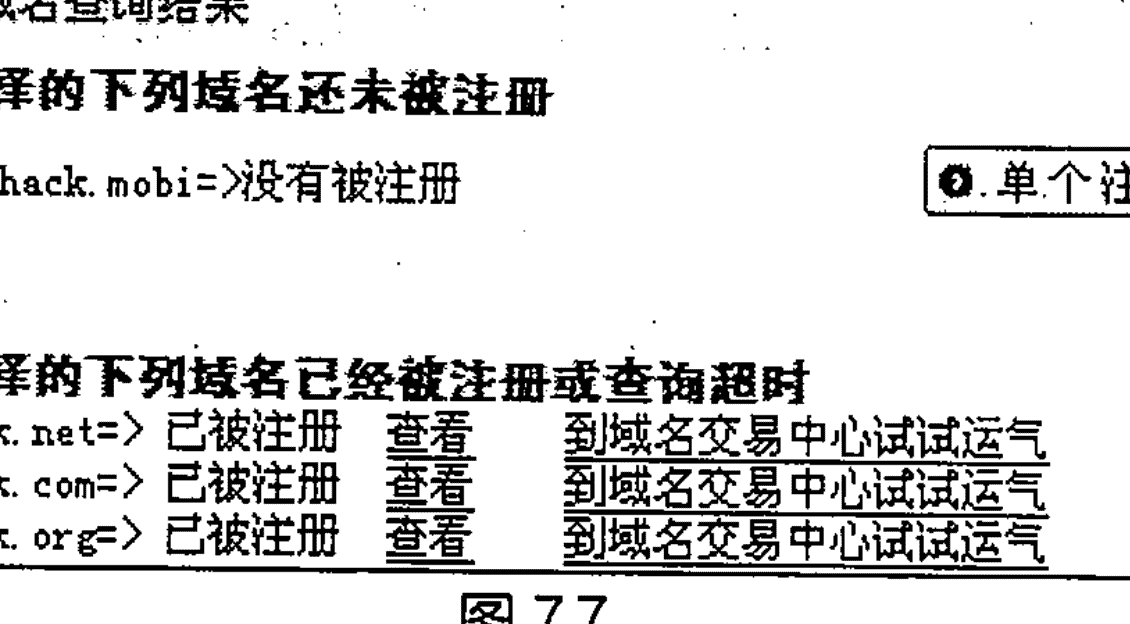 域名查询结果
择的下列域名还未被注册
hack.mobi=>没有被注册
单个注
择的下列域名已经被注册或查询超时
k.net=> 已被注册 查看 到域名交易中心试试运气
k.com=> 已被注册 查看 到域名交易中心试试运气
k.org=> 已被注册 查看 到域名交易中心试试运气
图 77